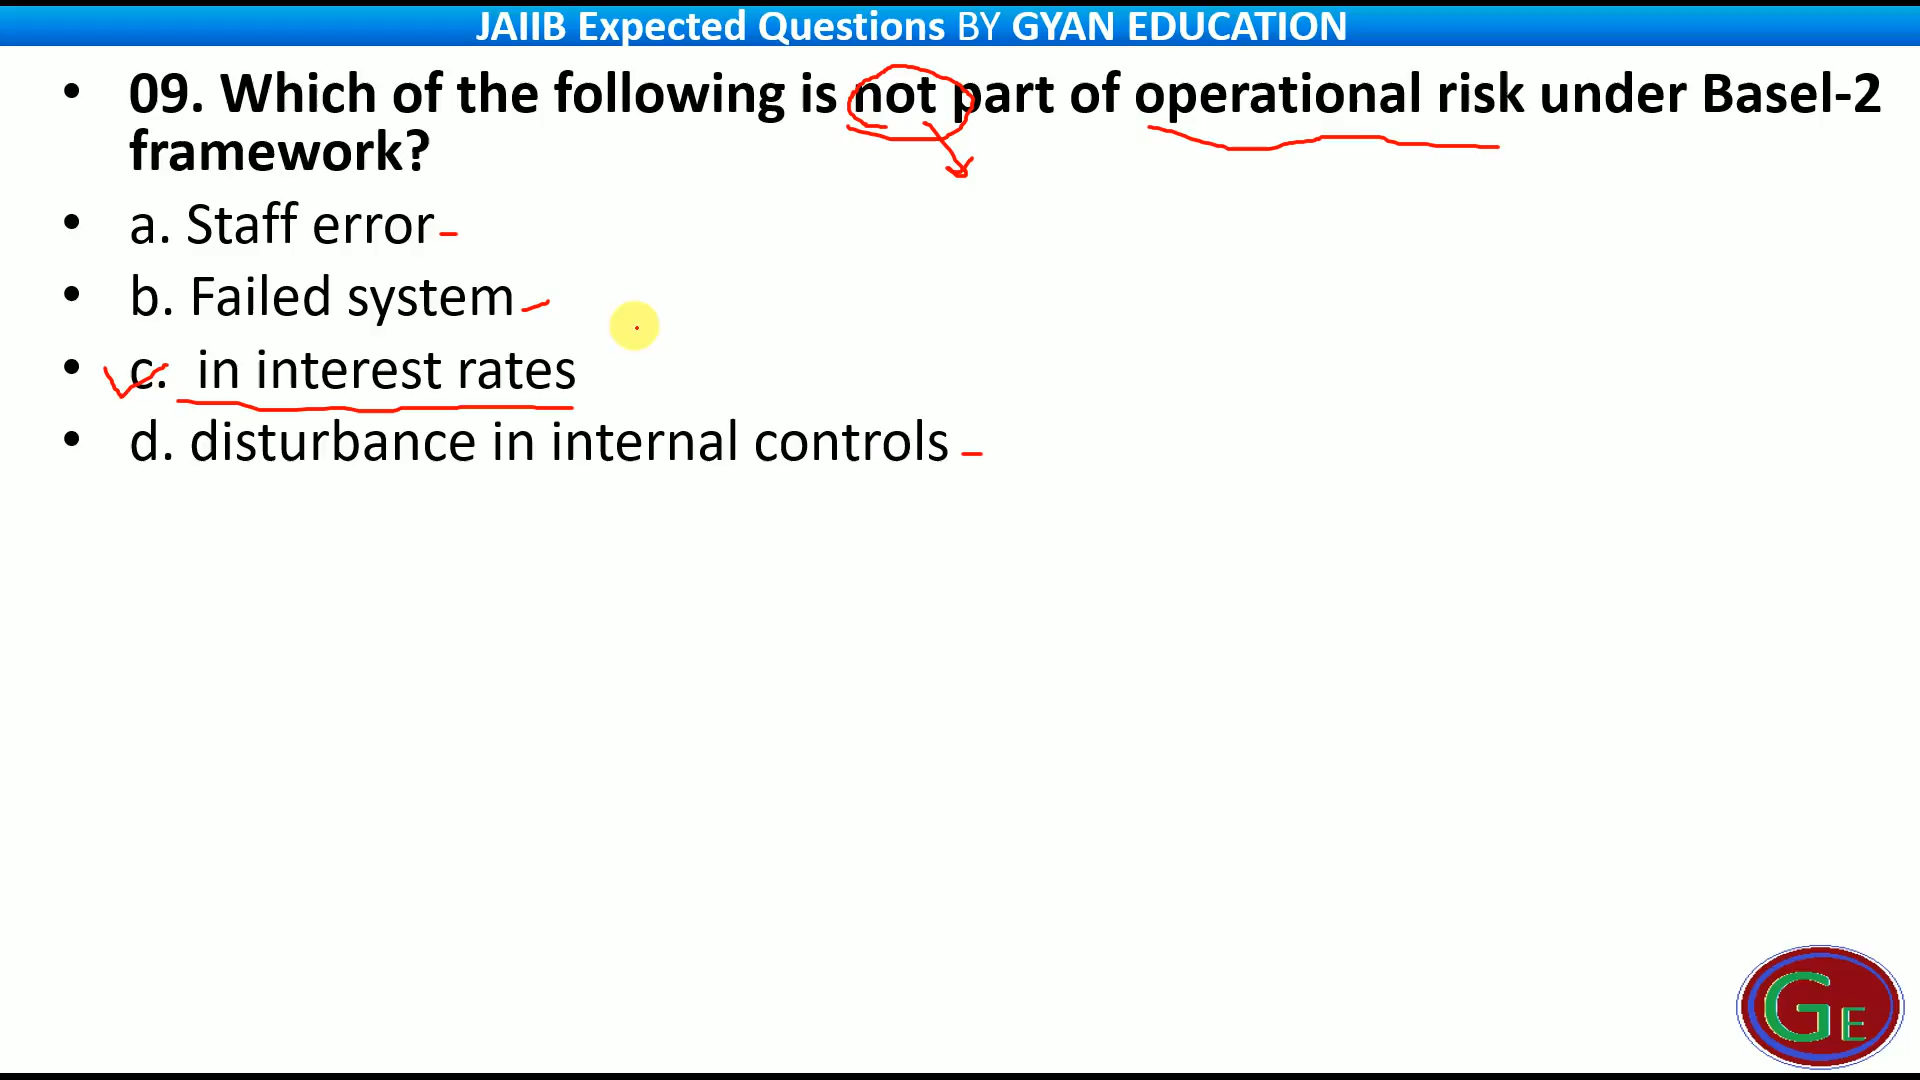 JAIIB Expected Questions BY GYAN EDUCATION
• 09. Which of the following is not part of operational risk under Basel-2
framework?
• a. Staff error
• b. Failed system
• c. in interest rates
• d. disturbance in internal controls
GE